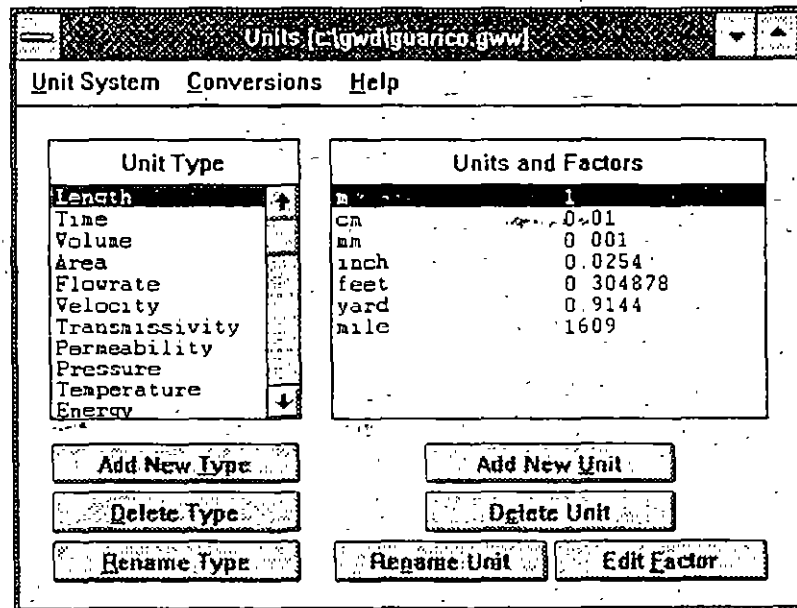 Units [c:\gwd\guarico.gww]
Unit System Conversions Help
Unit Type
Length
Time
Volume
Area
Flowrate
Velocity
Transmissivity
Permeability
Pressure
Temperature
Energy
Units and Factors
m 1
cm 0.01
mm 0 001
inch 0.0254
feet 0 304878
yard 0.9144
mile 1609
Add New Type
Add New Unit
Delete Type
Delete Unit
Rename Type
Rename Unit
Edit Factor